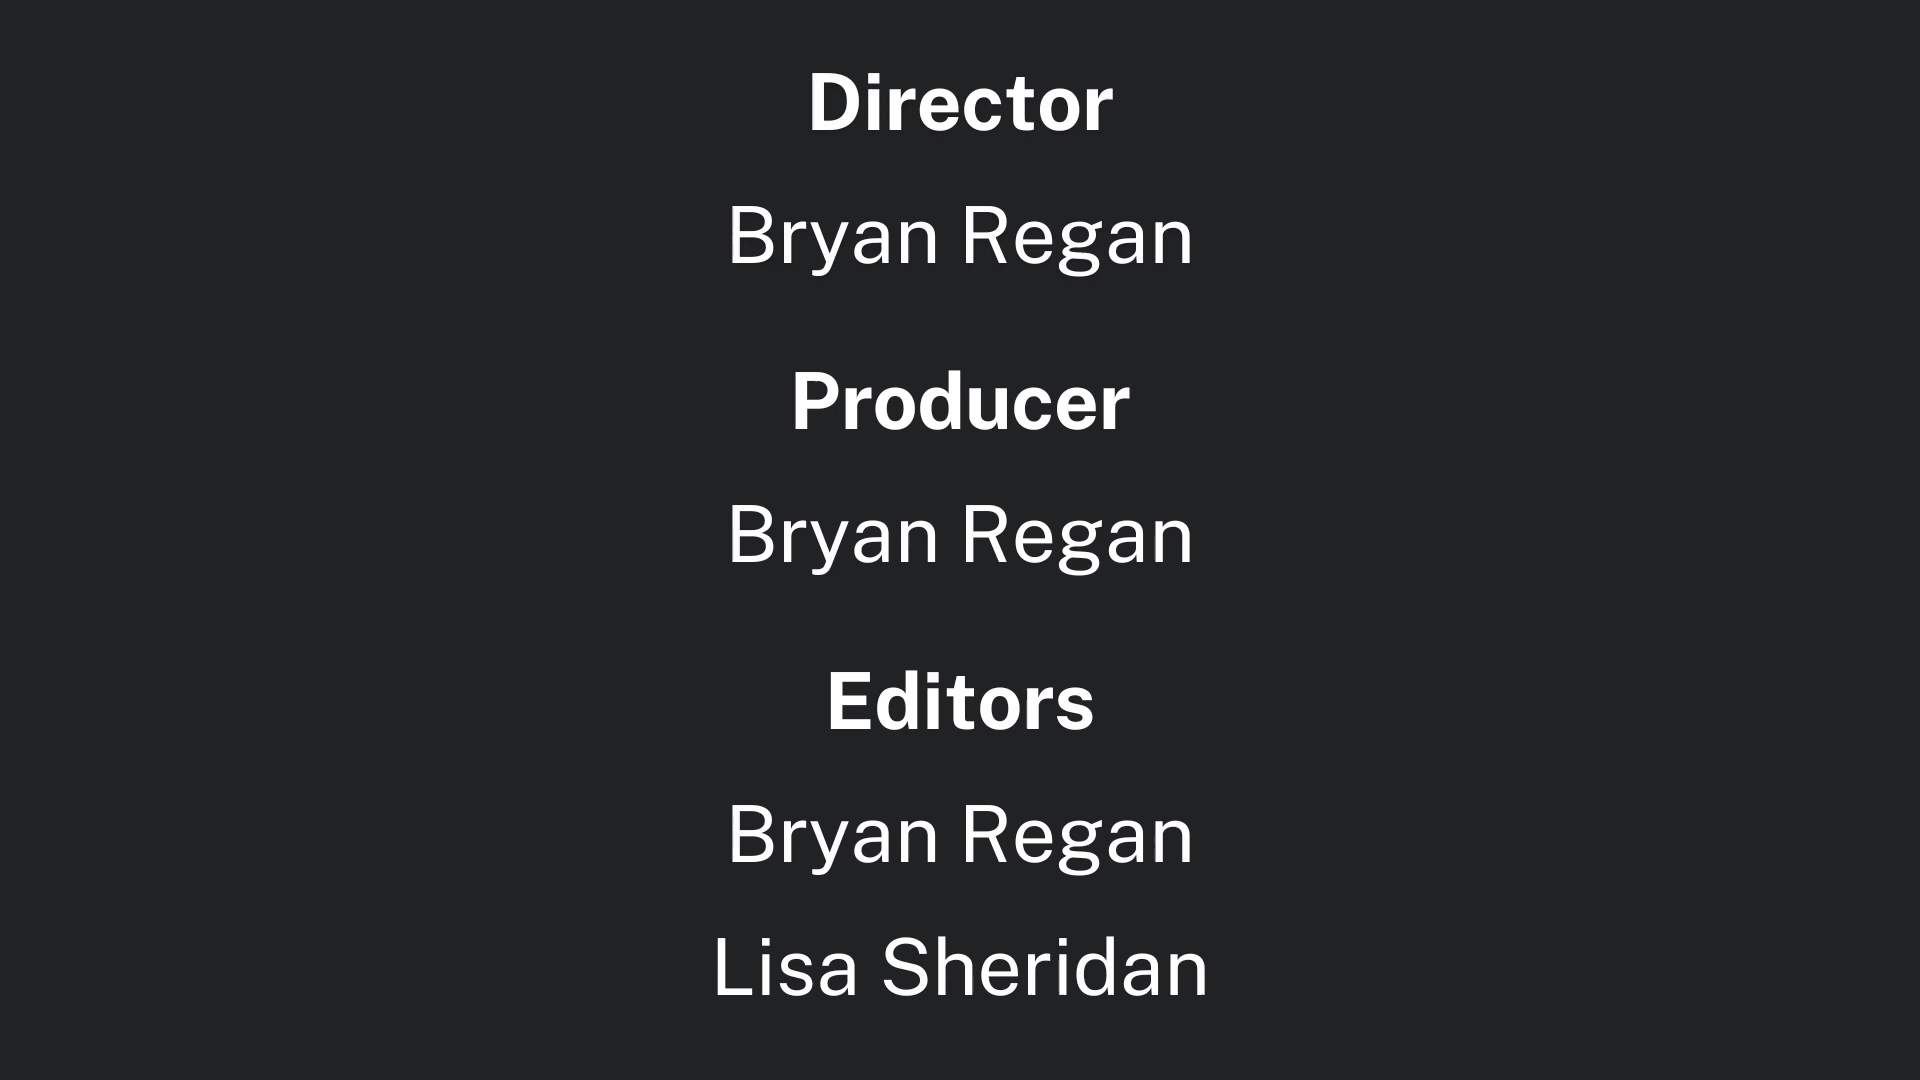 Director
Bryan Regan
Producer
Bryan Regan
Editors
Bryan Regan
Lisa Sheridan